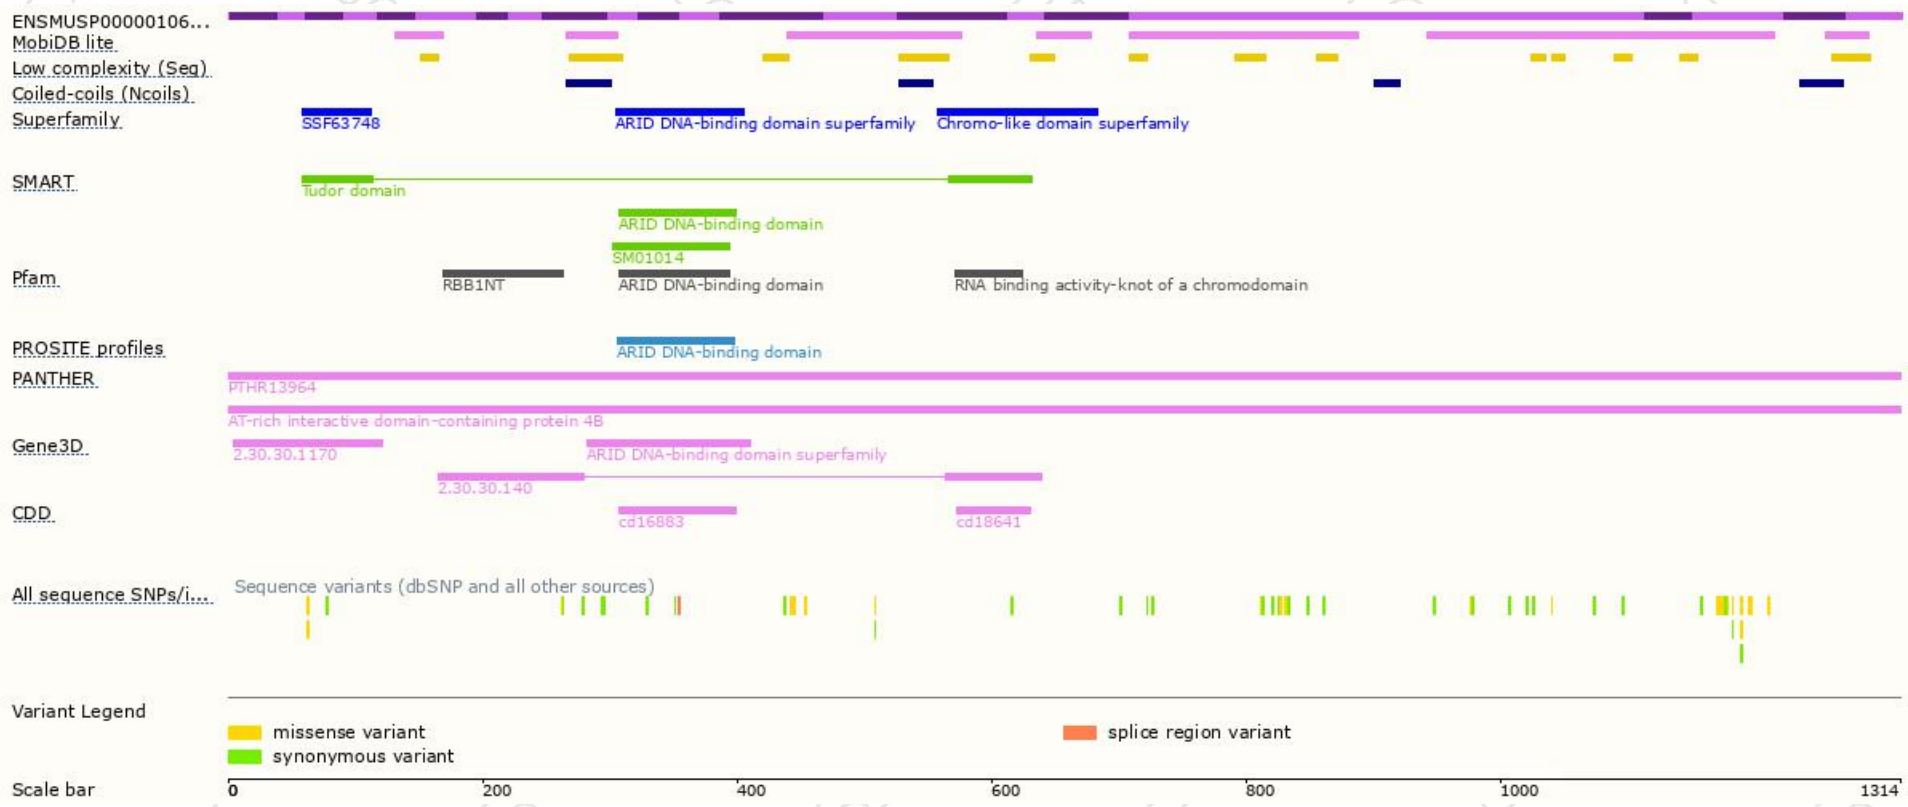 ENSMUSP00000106...
MobiDB lite
Low complexity (Seg)
Coiled-coils (Ncoils)
Superfamily
SSF63748 ARID DNA-binding domain superfamily Chromo-like domain superfamily
SMART
Tudor domain
ARID DNA-binding domain
SM01014
Pfam
RBB1NT ARID DNA-binding domain RNA binding activity-knot of a chromodomain
PROSITE profiles
ARID DNA-binding domain
PANTHER
PTHR13964
AT-rich interactive domain-containing protein 4B
Gene3D
2.30.30.1170 ARID DNA-binding domain superfamily
2.30.30.140
CDD
cd16883 cd18641
All sequence SNPs/i...
Sequence variants (dbSNP and all other sources)
Variant Legend
missense variant splice region variant
synonymous variant
Scale bar 0 200 400 600 800 1000 1314